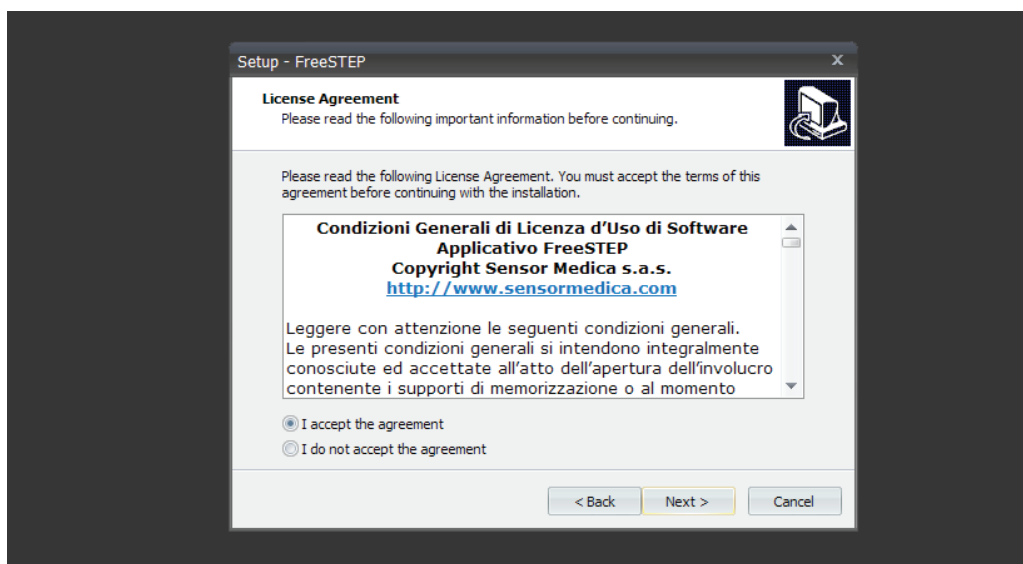 Setup - FreeSTEP
X
License Agreement
Please read the following important information before continuing.
Please read the following License Agreement. You must accept the terms of this
agreement before continuing with the installation.
Condizioni Generali di Licenza d'Uso di Software
Applicativo FreeSTEP
Copyright Sensor Medica s.a.s.
http://www.sensormedica.com
Leggere con attenzione le seguenti condizioni generali.
Le presenti condizioni generali si intendono integralmente
conosciute ed accettate all'atto dell'apertura dell'involucro
contenente i supporti di memorizzazione o al momento
I accept the agreement
I do not accept the agreement
< Back Next > Cancel